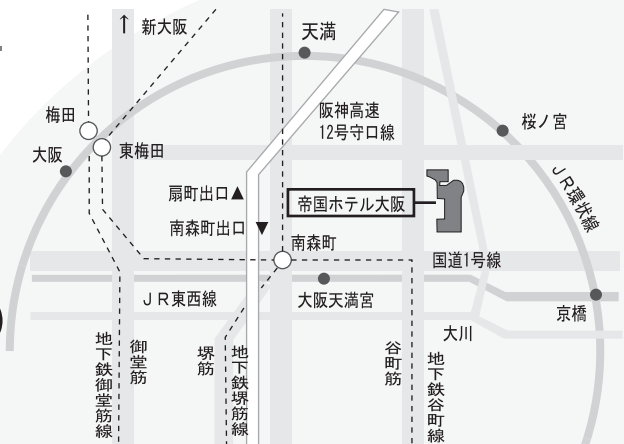 ↑ 新大阪
天満
梅田
阪神高速
12号守口線
桜ノ宮
大阪
東梅田
JR環状線
扇町出口▲
帝国ホテル大阪
南森町出口▼
南森町
国道1号線
JR東西線
大阪天満宮
京橋
大川
地下鉄御堂筋線
御堂筋
堺筋
地下鉄堺筋線
谷町筋
地下鉄谷町線